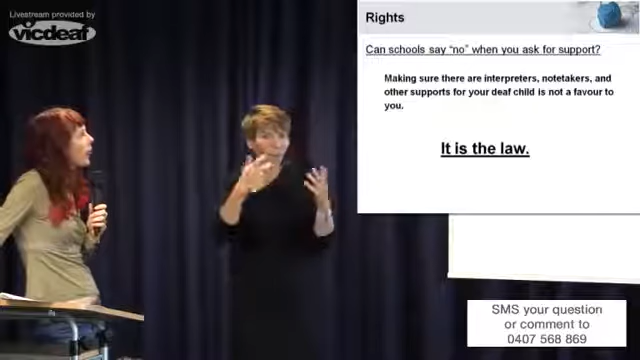 Livestream provided by
vicdeaf
Rights
Can schools say "no" when you ask for support?
Making sure there are interpreters, notetakers, and
other supports for your deaf child is not a favour to
you.
It is the law.
SMS your question
or comment to
0407 568 869